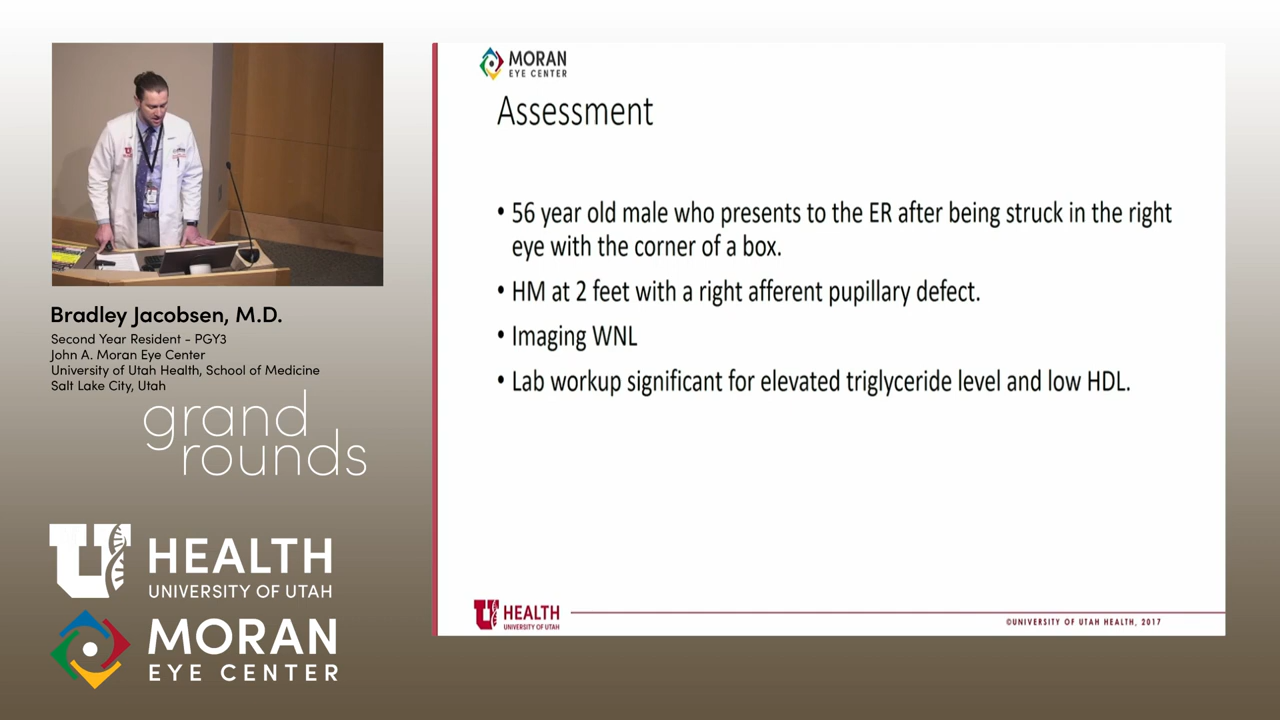 Bradley Jacobsen, M.D.
Second Year Resident - PGY3
John A. Moran Eye Center
University of Utah Health, School of Medicine
Salt Lake City, Utah
grand
rounds
U HEALTH
UNIVERSITY OF UTAH
MORAN
EYE CENTER
MORAN
EYE CENTER
Assessment
• 56 year old male who presents to the ER after being struck in the right
eye with the corner of a box.
• HM at 2 feet with a right afferent pupillary defect.
• Imaging WNL
• Lab workup significant for elevated triglyceride level and low HDL.
U HEALTH
UNIVERSITY OF UTAH
©UNIVERSITY OF UTAH HEALTH, 2017